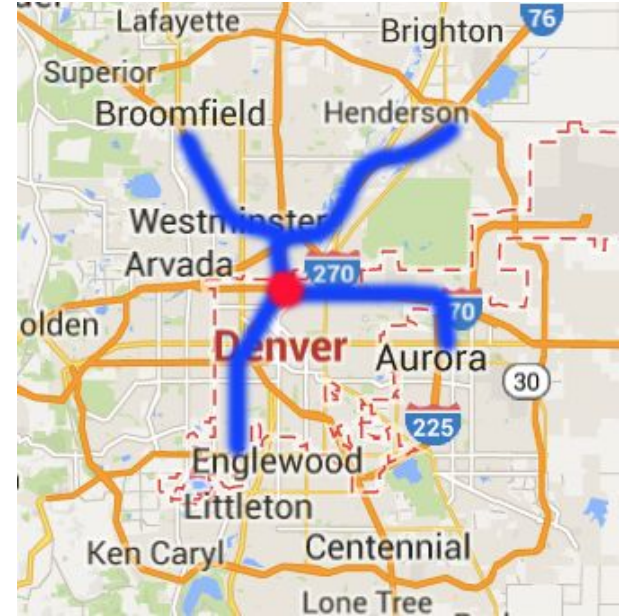 Lafayette
Brighton
76
Superior
Broomfield
Henderson
Westminster
Arvada
270
olden
70
Denver
Aurora
30
225
Englewood
Littleton
Ken Caryl
Centennial
Lone Tree